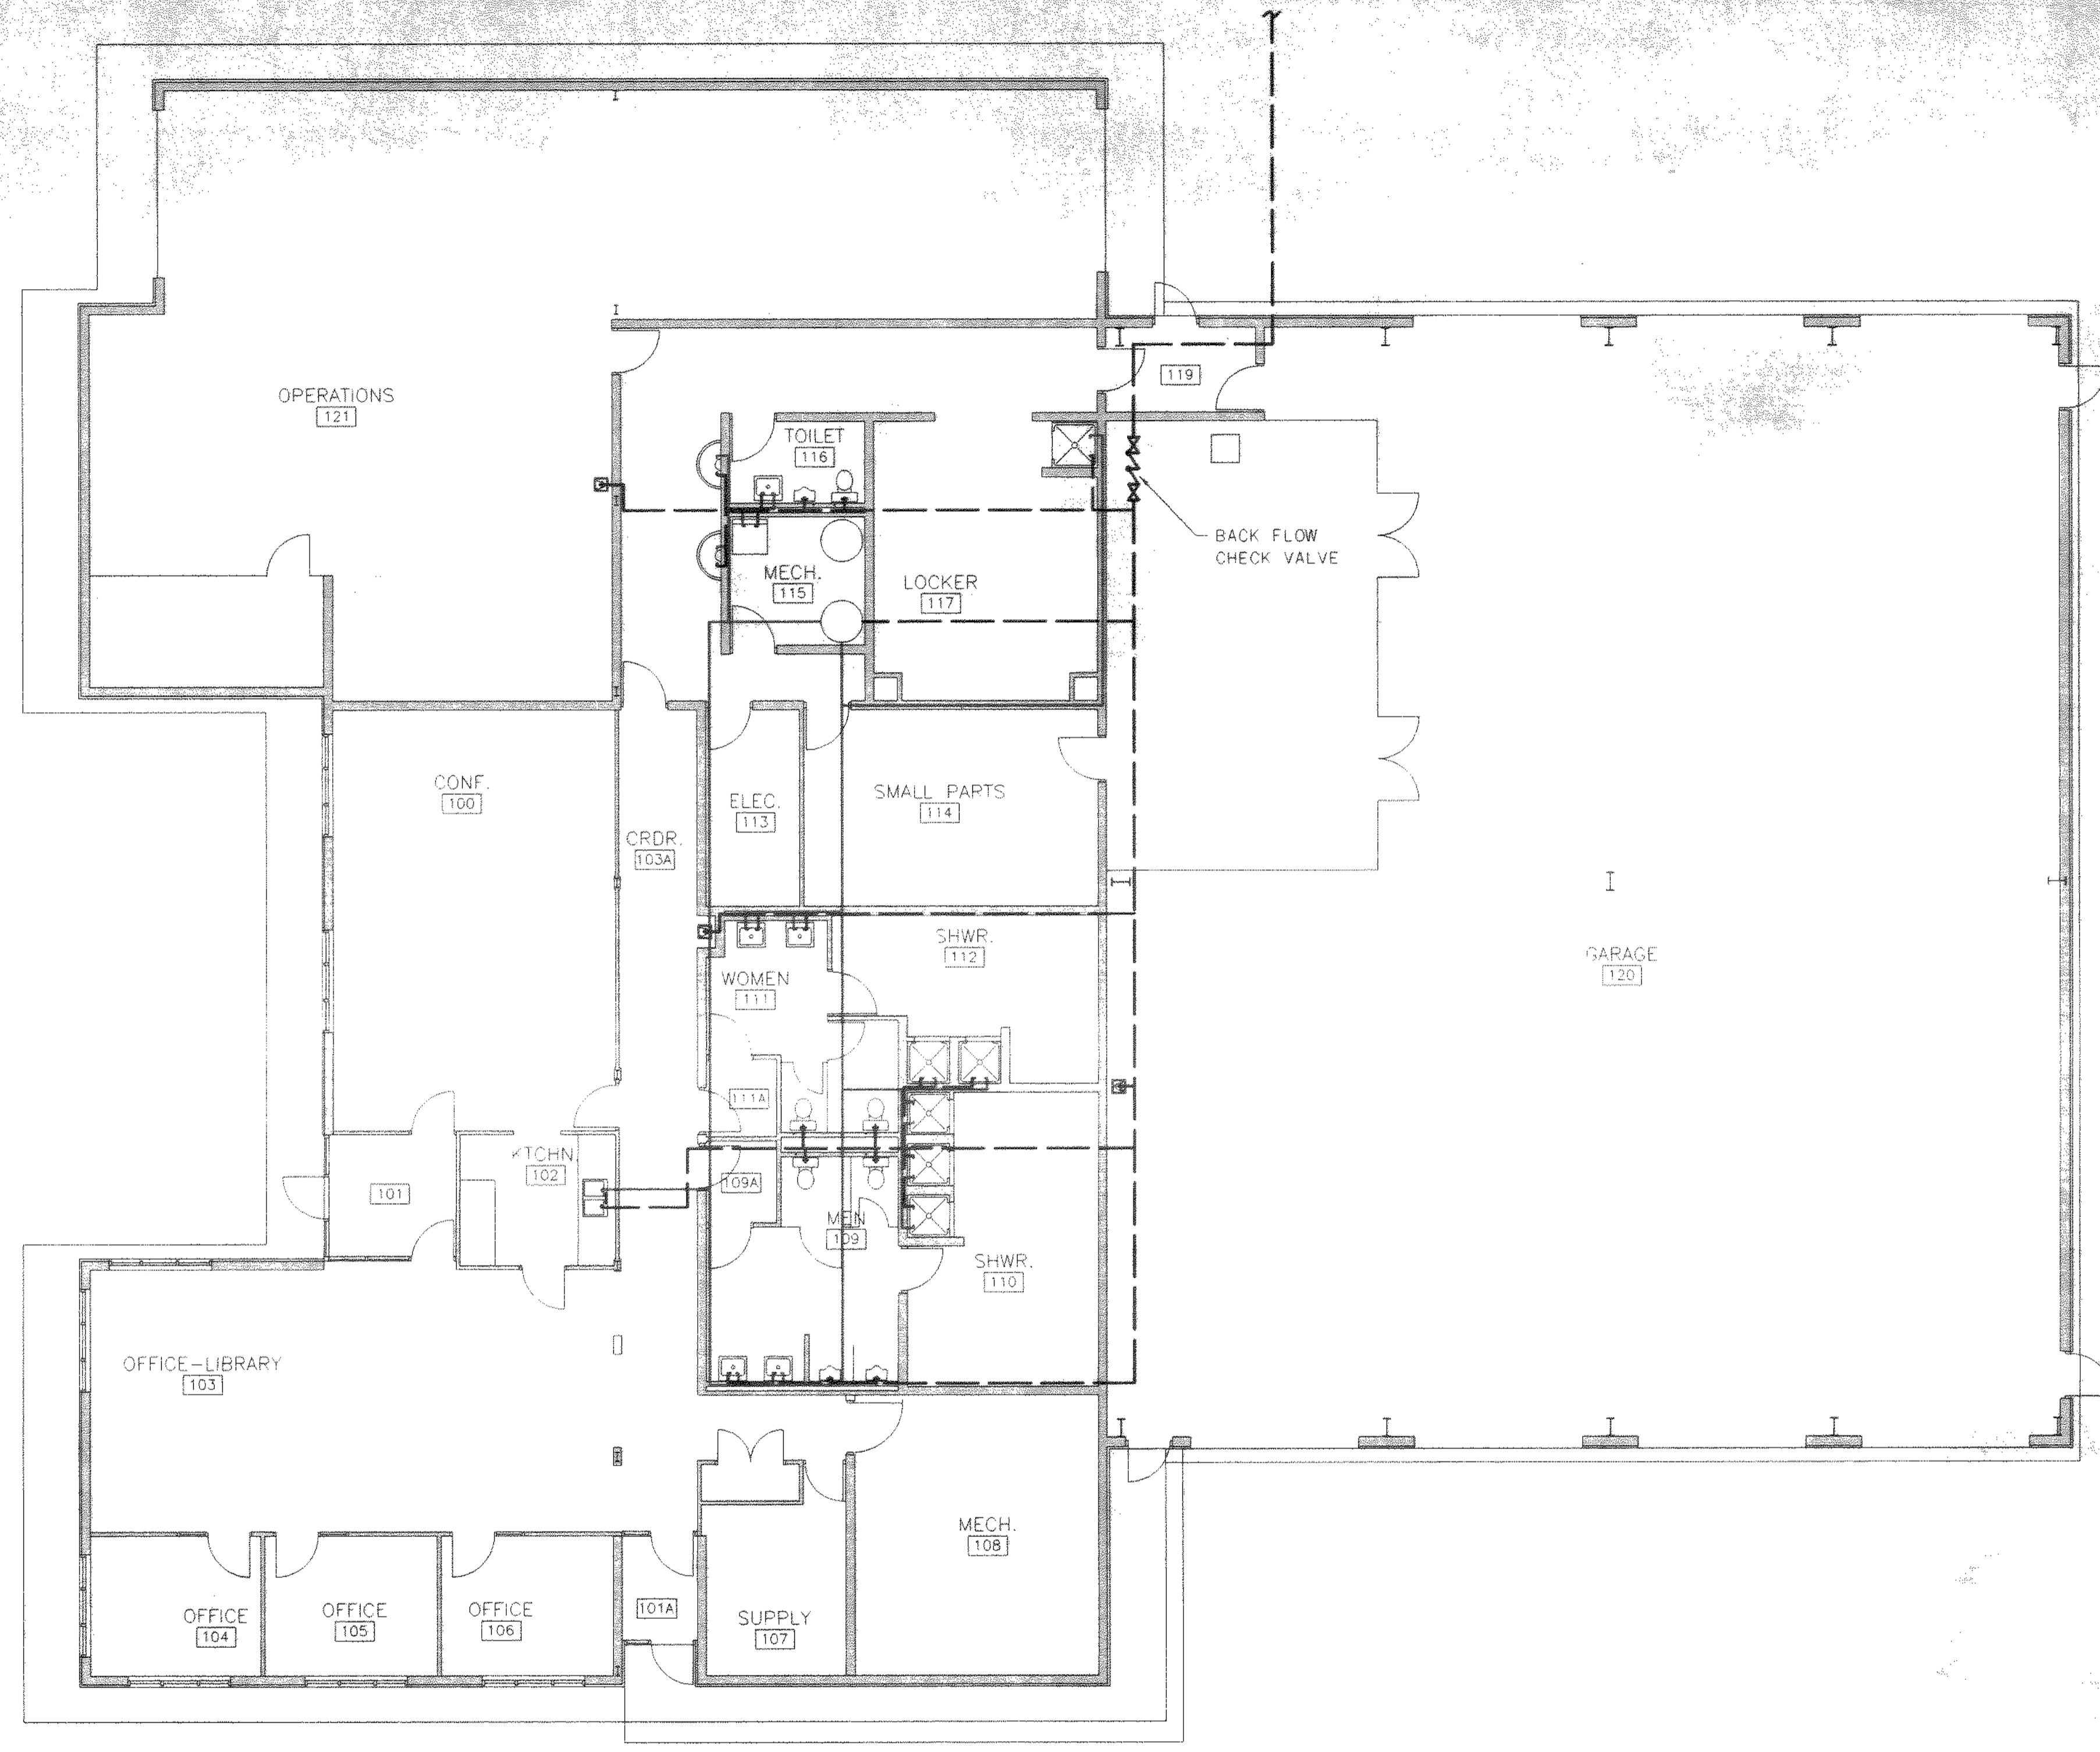 119
OPERATIONS
121
TOILET
116
BACK FLOW
CHECK VALVE
MECH.
115
LOCKER
117
CONF.
100
ELEC.
113
SMALL PARTS
114
CRDR.
103A
SHWR.
112
GARAGE
120
WOMEN
111
111A
KTCHN
102
101
109A
MEN
109
SHWR.
110
OFFICE-LIBRARY
103
MECH.
108
OFFICE
104
OFFICE
105
OFFICE
106
101A
SUPPLY
107